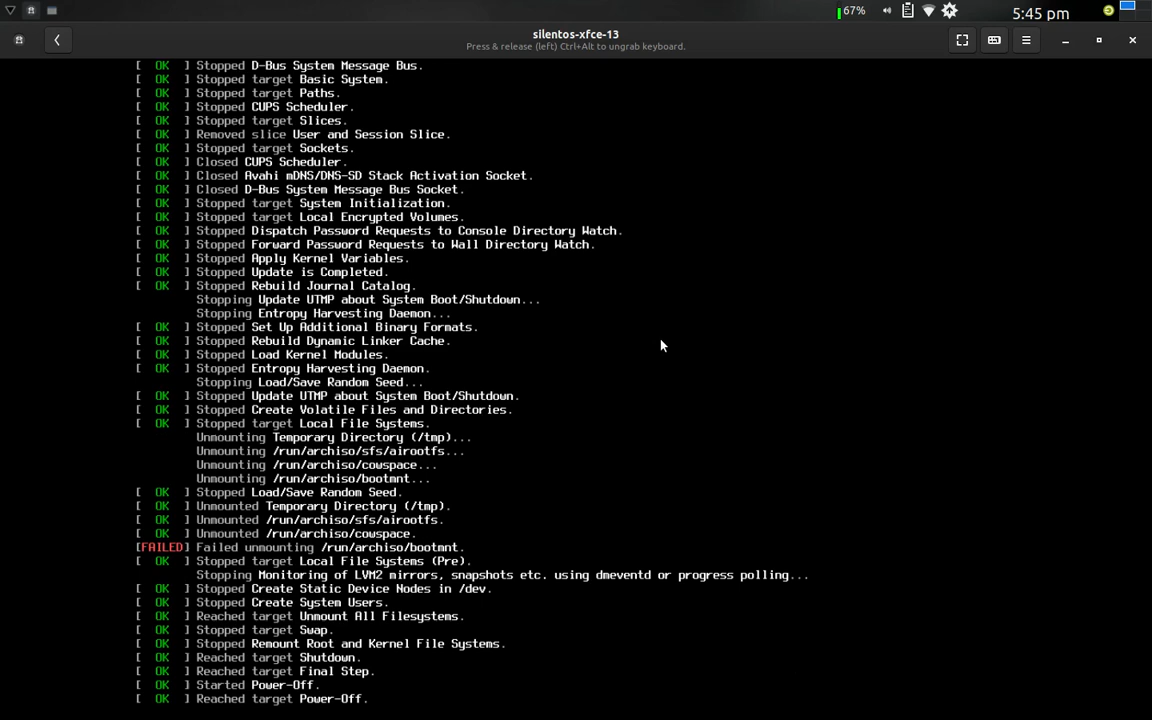 67%
5:45 pm
silentos-xfce-13
Press & release (left) Ctrl+Alt to ungrab keyboard.
[  OK  ] Stopped D-Bus System Message Bus.
[  OK  ] Stopped target Basic System.
[  OK  ] Stopped target Paths.
[  OK  ] Stopped CUPS Scheduler.
[  OK  ] Stopped target Slices.
[  OK  ] Removed slice User and Session Slice.
[  OK  ] Stopped target Sockets.
[  OK  ] Closed CUPS Scheduler.
[  OK  ] Closed Avahi mDNS/DNS-SD Stack Activation Socket.
[  OK  ] Closed D-Bus System Message Bus Socket.
[  OK  ] Stopped target System Initialization.
[  OK  ] Stopped target Local Encrypted Volumes.
[  OK  ] Stopped Dispatch Password Requests to Console Directory Watch.
[  OK  ] Stopped Forward Password Requests to Wall Directory Watch.
[  OK  ] Stopped Apply Kernel Variables.
[  OK  ] Stopped Update is Completed.
[  OK  ] Stopped Rebuild Journal Catalog.
Stopping Update UTMP about System Boot/Shutdown...
Stopping Entropy Harvesting Daemon...
[  OK  ] Stopped Set Up Additional Binary Formats.
[  OK  ] Stopped Rebuild Dynamic Linker Cache.
[  OK  ] Stopped Load Kernel Modules.
[  OK  ] Stopped Entropy Harvesting Daemon.
Stopping Load/Save Random Seed...
[  OK  ] Stopped Update UTMP about System Boot/Shutdown.
[  OK  ] Stopped Create Volatile Files and Directories.
[  OK  ] Stopped target Local File Systems.
Unmounting Temporary Directory (/tmp)...
Unmounting /run/archiso/sfs/airootfs...
Unmounting /run/archiso/cowspace...
Unmounting /run/archiso/bootmnt...
[  OK  ] Stopped Load/Save Random Seed.
[  OK  ] Unmounted Temporary Directory (/tmp).
[  OK  ] Unmounted /run/archiso/sfs/airootfs.
[  OK  ] Unmounted /run/archiso/cowspace.
[FAILED] Failed unmounting /run/archiso/bootmnt.
[  OK  ] Stopped target Local File Systems (Pre).
Stopping Monitoring of LVM2 mirrors, snapshots etc. using dmeventd or progress polling...
[  OK  ] Stopped Create Static Device Nodes in /dev.
[  OK  ] Stopped Create System Users.
[  OK  ] Reached target Unmount All Filesystems.
[  OK  ] Stopped target Swap.
[  OK  ] Stopped Remount Root and Kernel File Systems.
[  OK  ] Reached target Shutdown.
[  OK  ] Reached target Final Step.
[  OK  ] Started Power-Off.
[  OK  ] Reached target Power-Off.